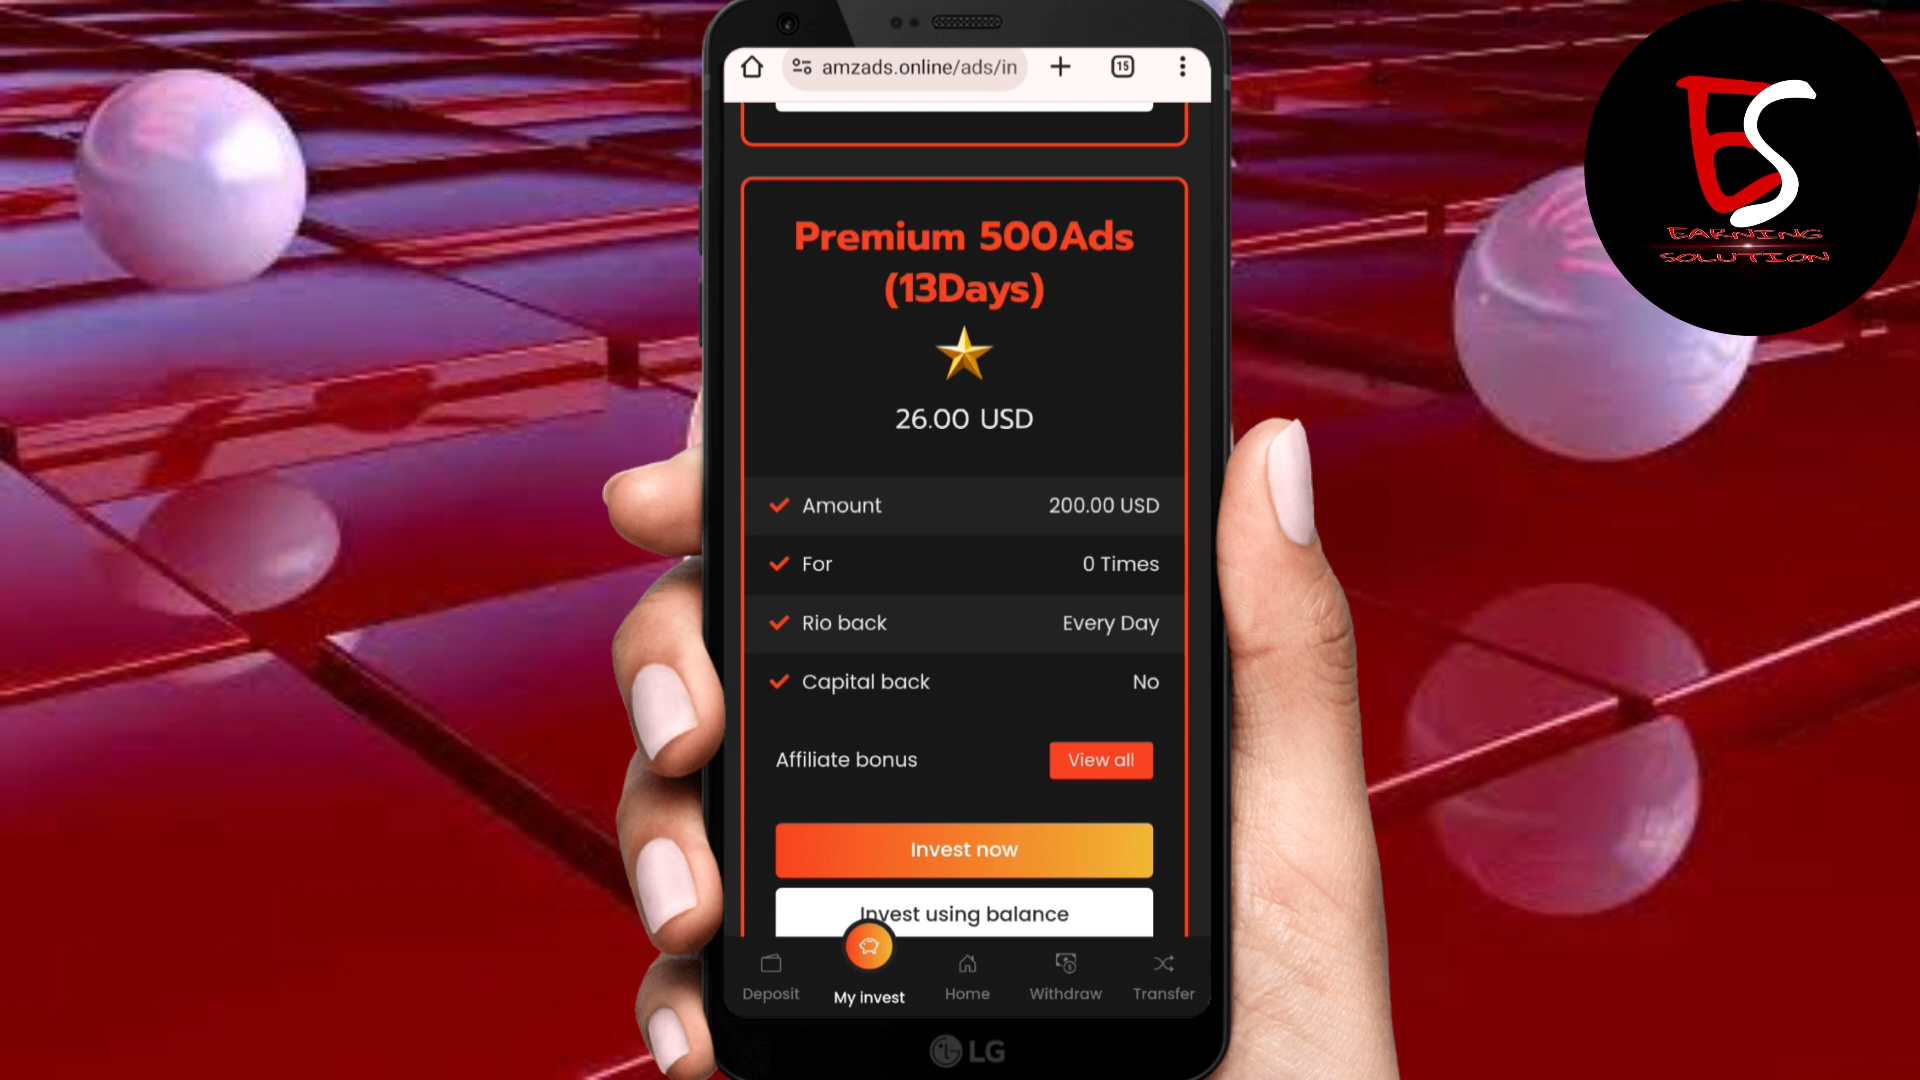 amzads.online/ads/in
15
Premium 500Ads
(13Days)
26.00 USD
Amount 200.00 USD
For 0 Times
Rio back Every Day
Capital back No
Affiliate bonus View all
Invest now
Invest using balance
Deposit My invest Home Withdraw Transfer
LG
ES
EARNING
SOLUTION